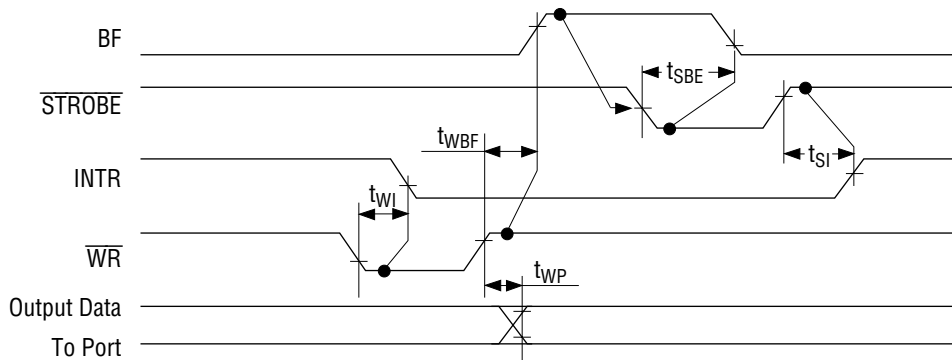 BF
t_SBE
STROBE
t_WBF
t_SI
INTR
t_WI
WR
t_WP
Output Data
To Port